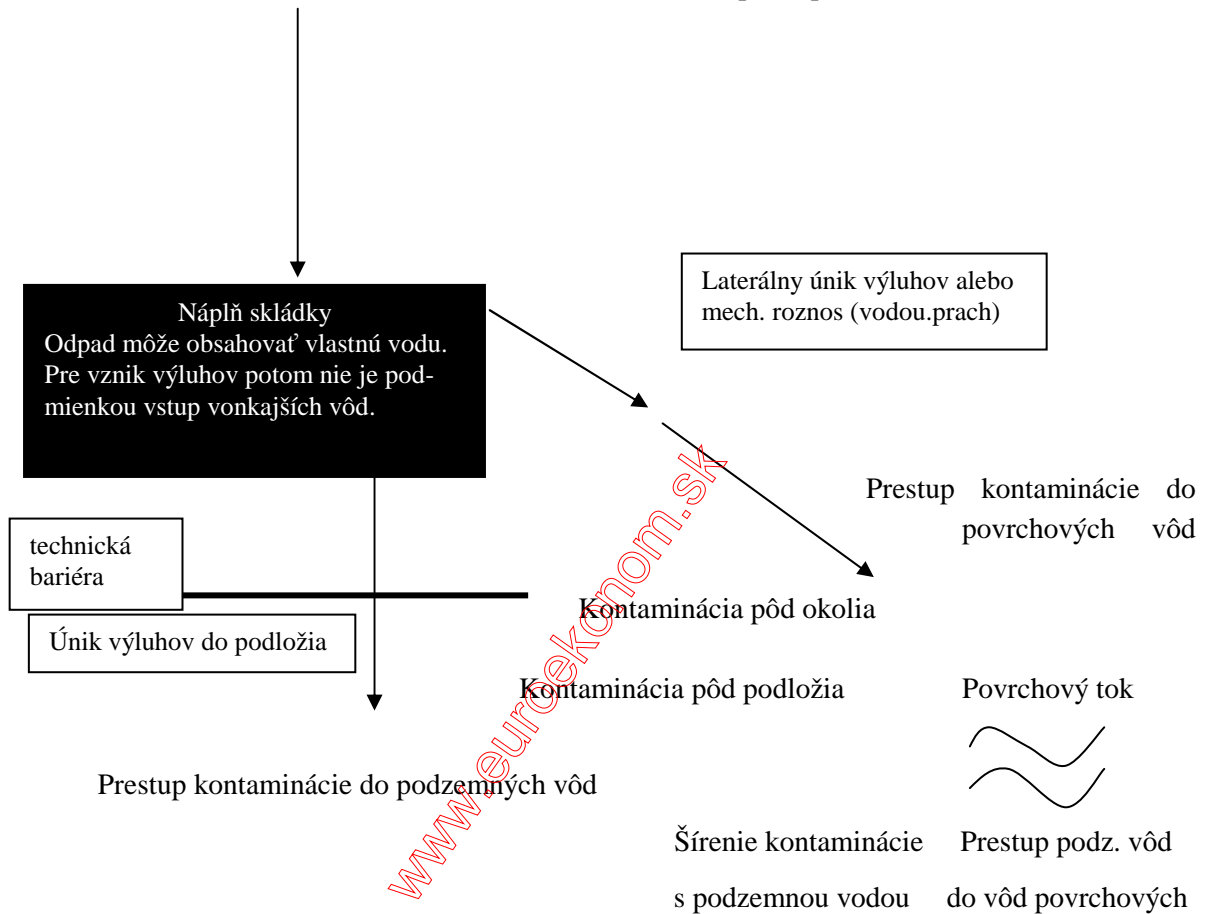 Laterálny únik výluhov alebo
mech. roznos (vodou.prach)
Náplň skládky
Odpad môže obsahovať vlastnú vodu.
Pre vznik výluhov potom nie je pod-
mienkou vstup vonkajších vôd.
Prestup kontaminácie do
povrchových vôd
technická
bariéra
Kontaminácia pôd okolia
Únik výluhov do podložia
Kontaminácia pôd podložia
Povrchový tok
Prestup kontaminácie do podzemných vôd
Šírenie kontaminácie
s podzemnou vodou
Prestup podz. vôd
do vôd povrchových
www.euroekonom.sk